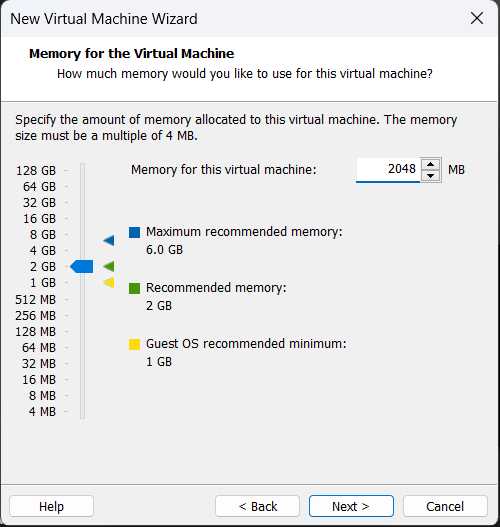 New Virtual Machine Wizard
Memory for the Virtual Machine
How much memory would you like to use for this virtual machine?
Specify the amount of memory allocated to this virtual machine. The memory
size must be a multiple of 4 MB.
Memory for this virtual machine: 2048 MB
128 GB
64 GB
32 GB
16 GB
8 GB
4 GB
2 GB
1 GB
512 MB
256 MB
128 MB
64 MB
32 MB
16 MB
8 MB
4 MB
Maximum recommended memory:
6.0 GB
Recommended memory:
2 GB
Guest OS recommended minimum:
1 GB
Help
< Back
Next >
Cancel